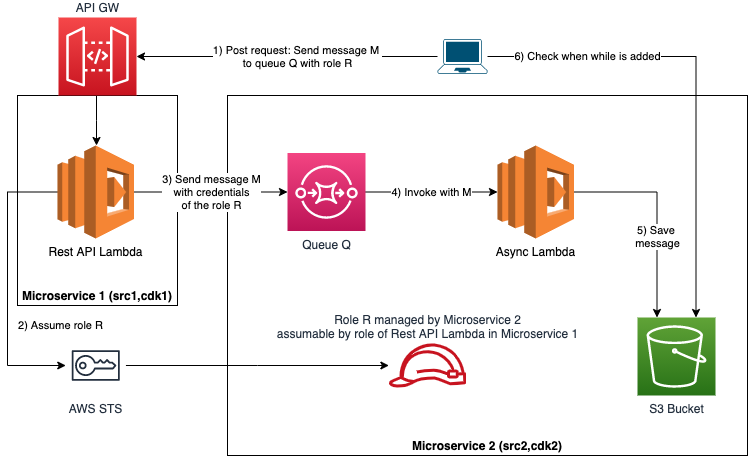 API GW
1) Post request: Send message M
to queue Q with role R
6) Check when while is added
3) Send message M
with credentials
of the role R
4) Invoke with M
5) Save
message
Rest API Lambda
Queue Q
Async Lambda
Microservice 1 (src1,cdk1)
2) Assume role R
Role R managed by Microservice 2
assumable by role of Rest API Lambda in Microservice 1
AWS STS
S3 Bucket
Microservice 2 (src2,cdk2)